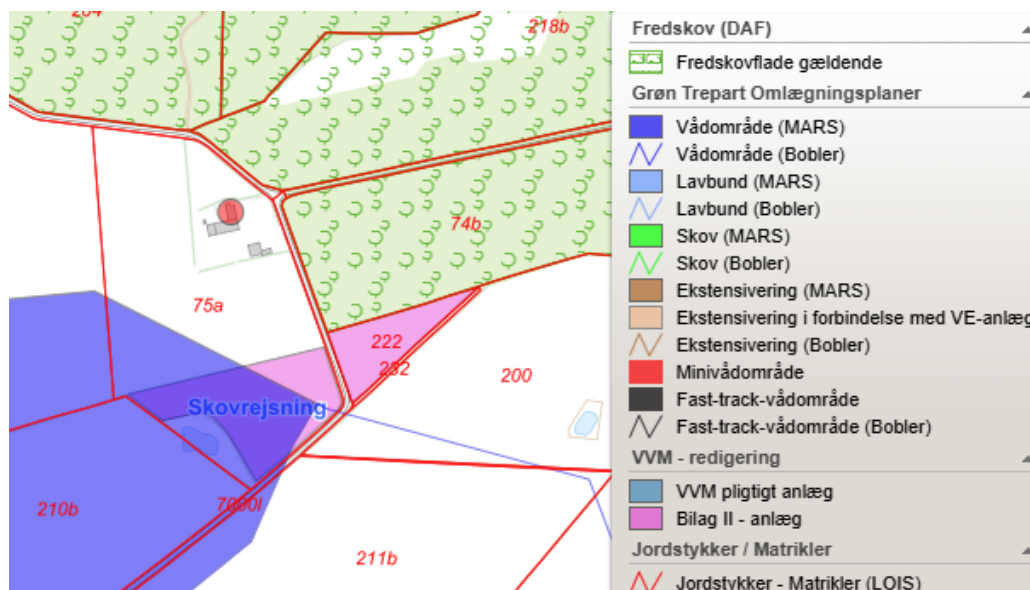 204
218b
74b
75a
222
232
200
Skovrejsning
210b
7000l
211b
Fredskov (DAF)
Fredskovflade gældende
Grøn Trepart Omlægningsplaner
Vådområde (MARS)
Vådområde (Bobler)
Lavbund (MARS)
Lavbund (Bobler)
Skov (MARS)
Skov (Bobler)
Ekstensivering (MARS)
Ekstensivering i forbindelse med VE-anlæg
Ekstensivering (Bobler)
Minivådområde
Fast-track-vådområde
Fast-track-vådområde (Bobler)
VVM - redigering
VVM pligtigt anlæg
Bilag II - anlæg
Jordstykker / Matrikler
Jordstykker - Matrikler (LOIS)